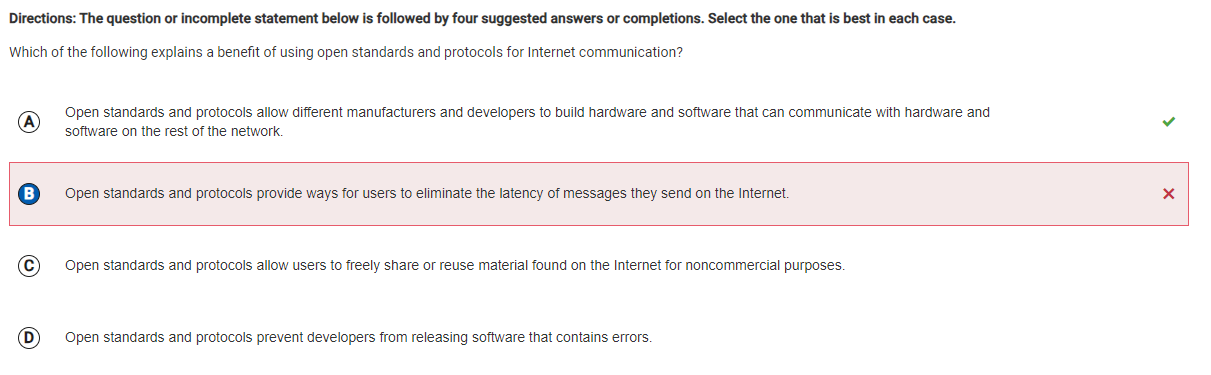 Directions: The question or incomplete statement below is followed by four suggested answers or completions. Select the one that is best in each case.
Which of the following explains a benefit of using open standards and protocols for Internet communication?
A Open standards and protocols allow different manufacturers and developers to build hardware and software that can communicate with hardware and
software on the rest of the network.
B Open standards and protocols provide ways for users to eliminate the latency of messages they send on the Internet.
C Open standards and protocols allow users to freely share or reuse material found on the Internet for noncommercial purposes.
D Open standards and protocols prevent developers from releasing software that contains errors.